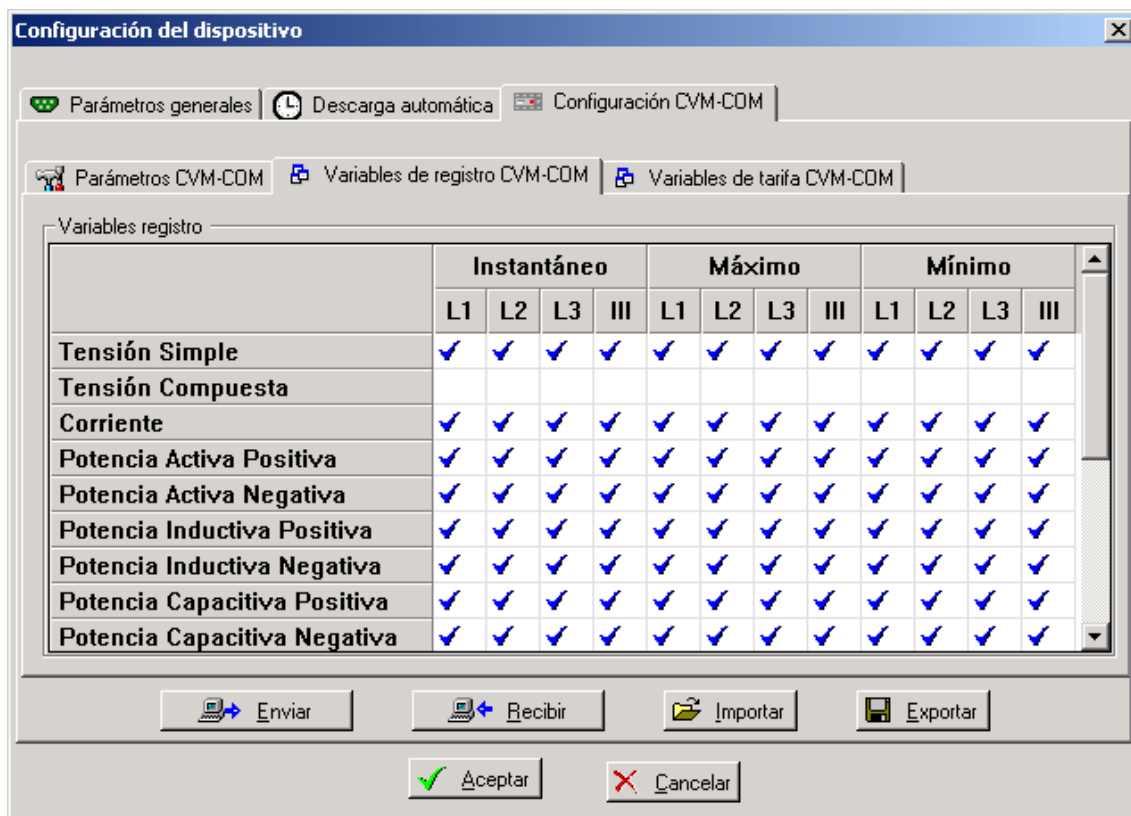 Configuración del dispositivo
Parámetros generales Descarga automática Configuración CVM-COM
Parámetros CVM-COM Variables de registro CVM-COM Variables de tarifa CVM-COM
Variables registro
Instantáneo Máximo Mínimo
L1 L2 L3 III L1 L2 L3 III L1 L2 L3 III
Tensión Simple
Tensión Compuesta
Corriente
Potencia Activa Positiva
Potencia Activa Negativa
Potencia Inductiva Positiva
Potencia Inductiva Negativa
Potencia Capacitiva Positiva
Potencia Capacitiva Negativa
Enviar Recibir Importar Exportar
Aceptar Cancelar